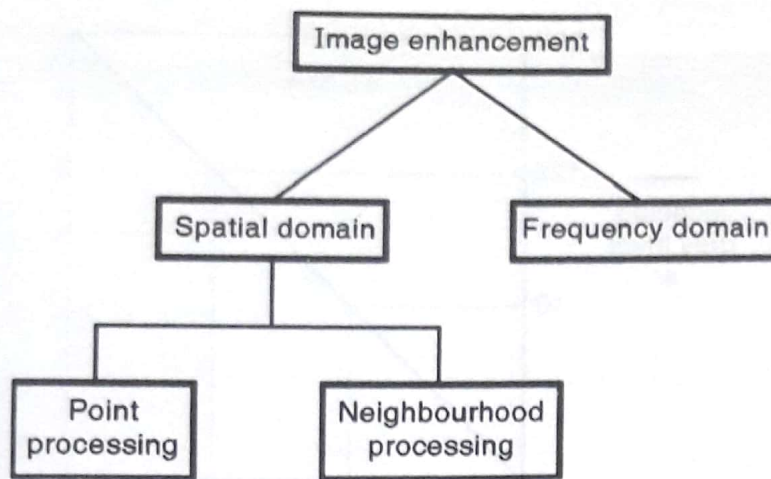 Image enhancement
Spatial domain
Frequency domain
Point
processing
Neighbourhood
processing